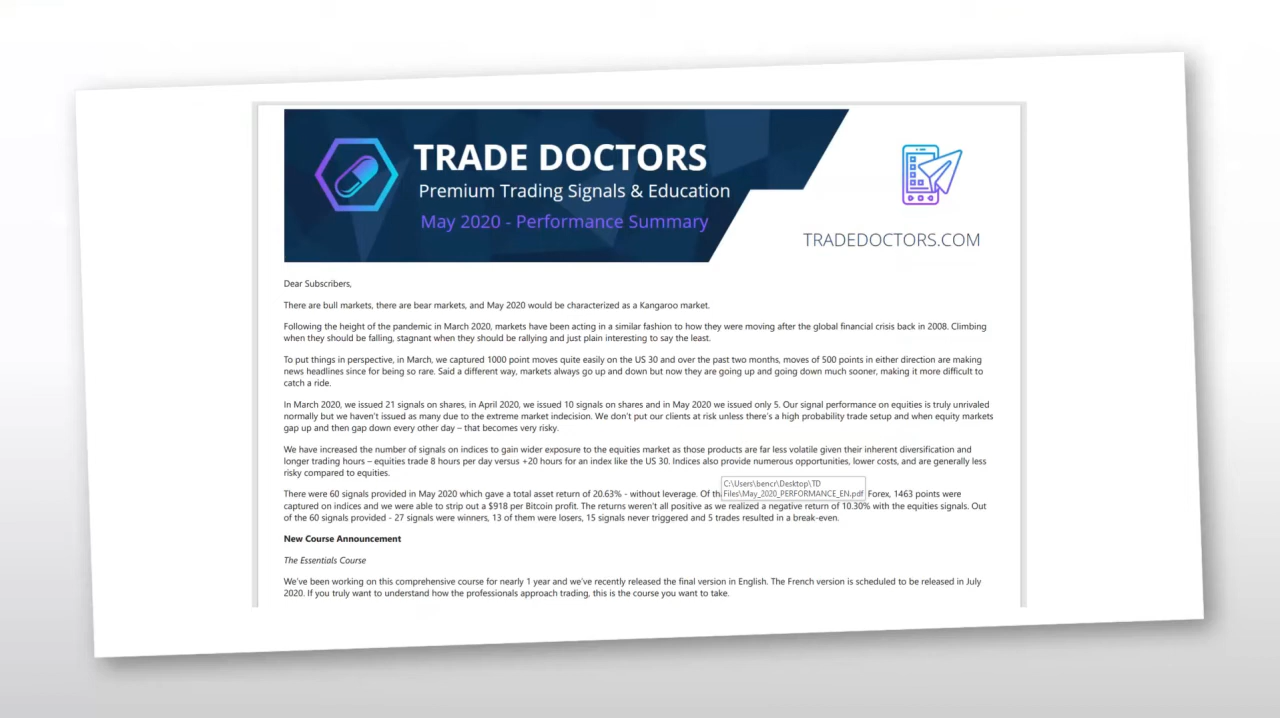 TRADE DOCTORS
Premium Trading Signals & Education
May 2020 - Performance Summary
TRADEDOCTORS.COM
Dear Subscribers,
There are bull markets, there are bear markets, and May 2020 would be characterized as a Kangaroo market.
Following the height of the pandemic in March 2020, markets have been acting in a similar fashion to how they were moving after the global financial crisis back in 2008. Climbing
when they should be falling, stagnant when they should be rallying and just plain interesting to say the least.
To put things in perspective, in March, we captured 1000 point moves quite easily on the US 30 and over the past two months, moves of 500 points in either direction are making
news headlines since for being so rare. Said a different way, markets always go up and down but now they are going up and going down much sooner, making it more difficult to
catch a ride.
In March 2020, we issued 21 signals on shares, in April 2020, we issued 10 signals on shares and in May 2020 we issued only 5. Our signal performance on equities is truly unrivaled
normally but we haven't issued as many due to the extreme market indecision. We don't put our clients at risk unless there's a high probability trade setup and when equity markets
gap up and then gap down every other day – that becomes very risky.
We have increased the number of signals on indices to gain wider exposure to the equities market as those products are far less volatile given their inherent diversification and
longer trading hours – equities trade 8 hours per day versus +20 hours for an index like the US 30. Indices also provide numerous opportunities, lower costs, and are generally less
risky compared to equities.
C:\Users\bencr\Desktop\TD
Files\May_2020_PERFORMANCE_EN.pdf
There were 60 signals provided in May 2020 which gave a total asset return of 20.63% - without leverage. Of Forex, 1463 points were
captured on indices and we were able to strip out a $918 per Bitcoin profit. The returns weren't all positive as we realized a negative return of 10.30% with the equities signals. Out
of the 60 signals provided - 27 signals were winners, 13 of them were losers, 15 signals never triggered and 5 trades resulted in a break-even.
New Course Announcement
The Essentials Course
We've been working on this comprehensive course for nearly 1 year and we've recently released the final version in English. The French version is scheduled to be released in July
2020. If you truly want to understand how the professionals approach trading, this is the course you want to take.